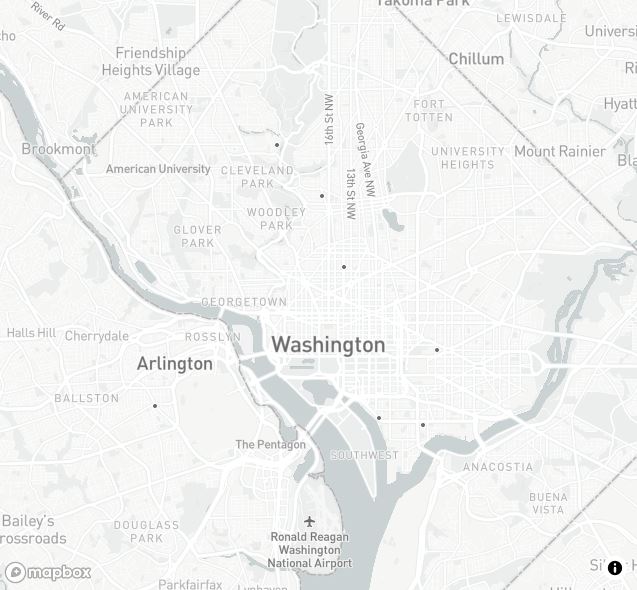 Takoma Park
River Rd
LEWISDALE
Friendship
Heights Village
Chillum
AMERICAN
UNIVERSITY
PARK
16th St NW
FORT
TOTTEN
Georgia Ave NW
Brookmont
UNIVERSITY
HEIGHTS
Mount Rainier
American University
CLEVELAND
PARK
13th St NW
WOODLEY
PARK
GLOVER
PARK
GEORGETOWN
Halls Hill
Cherrydale
ROSSLYN
Washington
Arlington
BALLSTON
The Pentagon
SOUTHWEST
ANACOSTIA
BUENA
VISTA
Bailey's
rossroads
DOUGLASS
PARK
Ronald Reagan
Washington
National Airport
mapbox
Parkfairfax